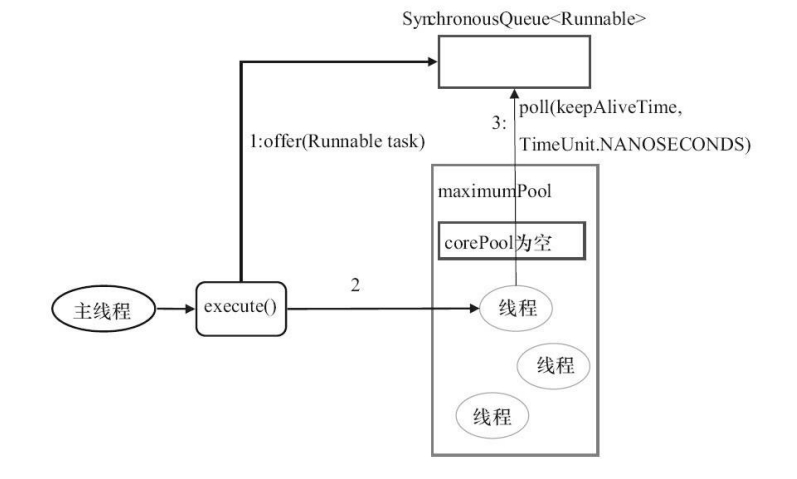 SynchronousQueue<Runnable>
poll(keepAliveTime,
3:
1:offer(Runnable task)
TimeUnit.NANOSECONDS)
maximumPool
corePool为空
2
主线程
execute()
线程
线程
线程